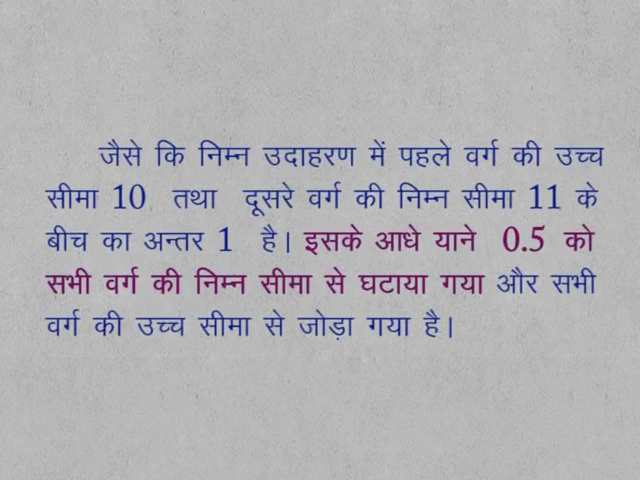 जैसे कि निम्न उदाहरण में पहले वर्ग की उच्च
सीमा 10 तथा दूसरे वर्ग की निम्न सीमा 11 के
बीच का अन्तर 1 है। इसके आधे याने 0.5 को
सभी वर्ग की निम्न सीमा से घटाया गया और सभी
वर्ग की उच्च सीमा से जोड़ा गया है।